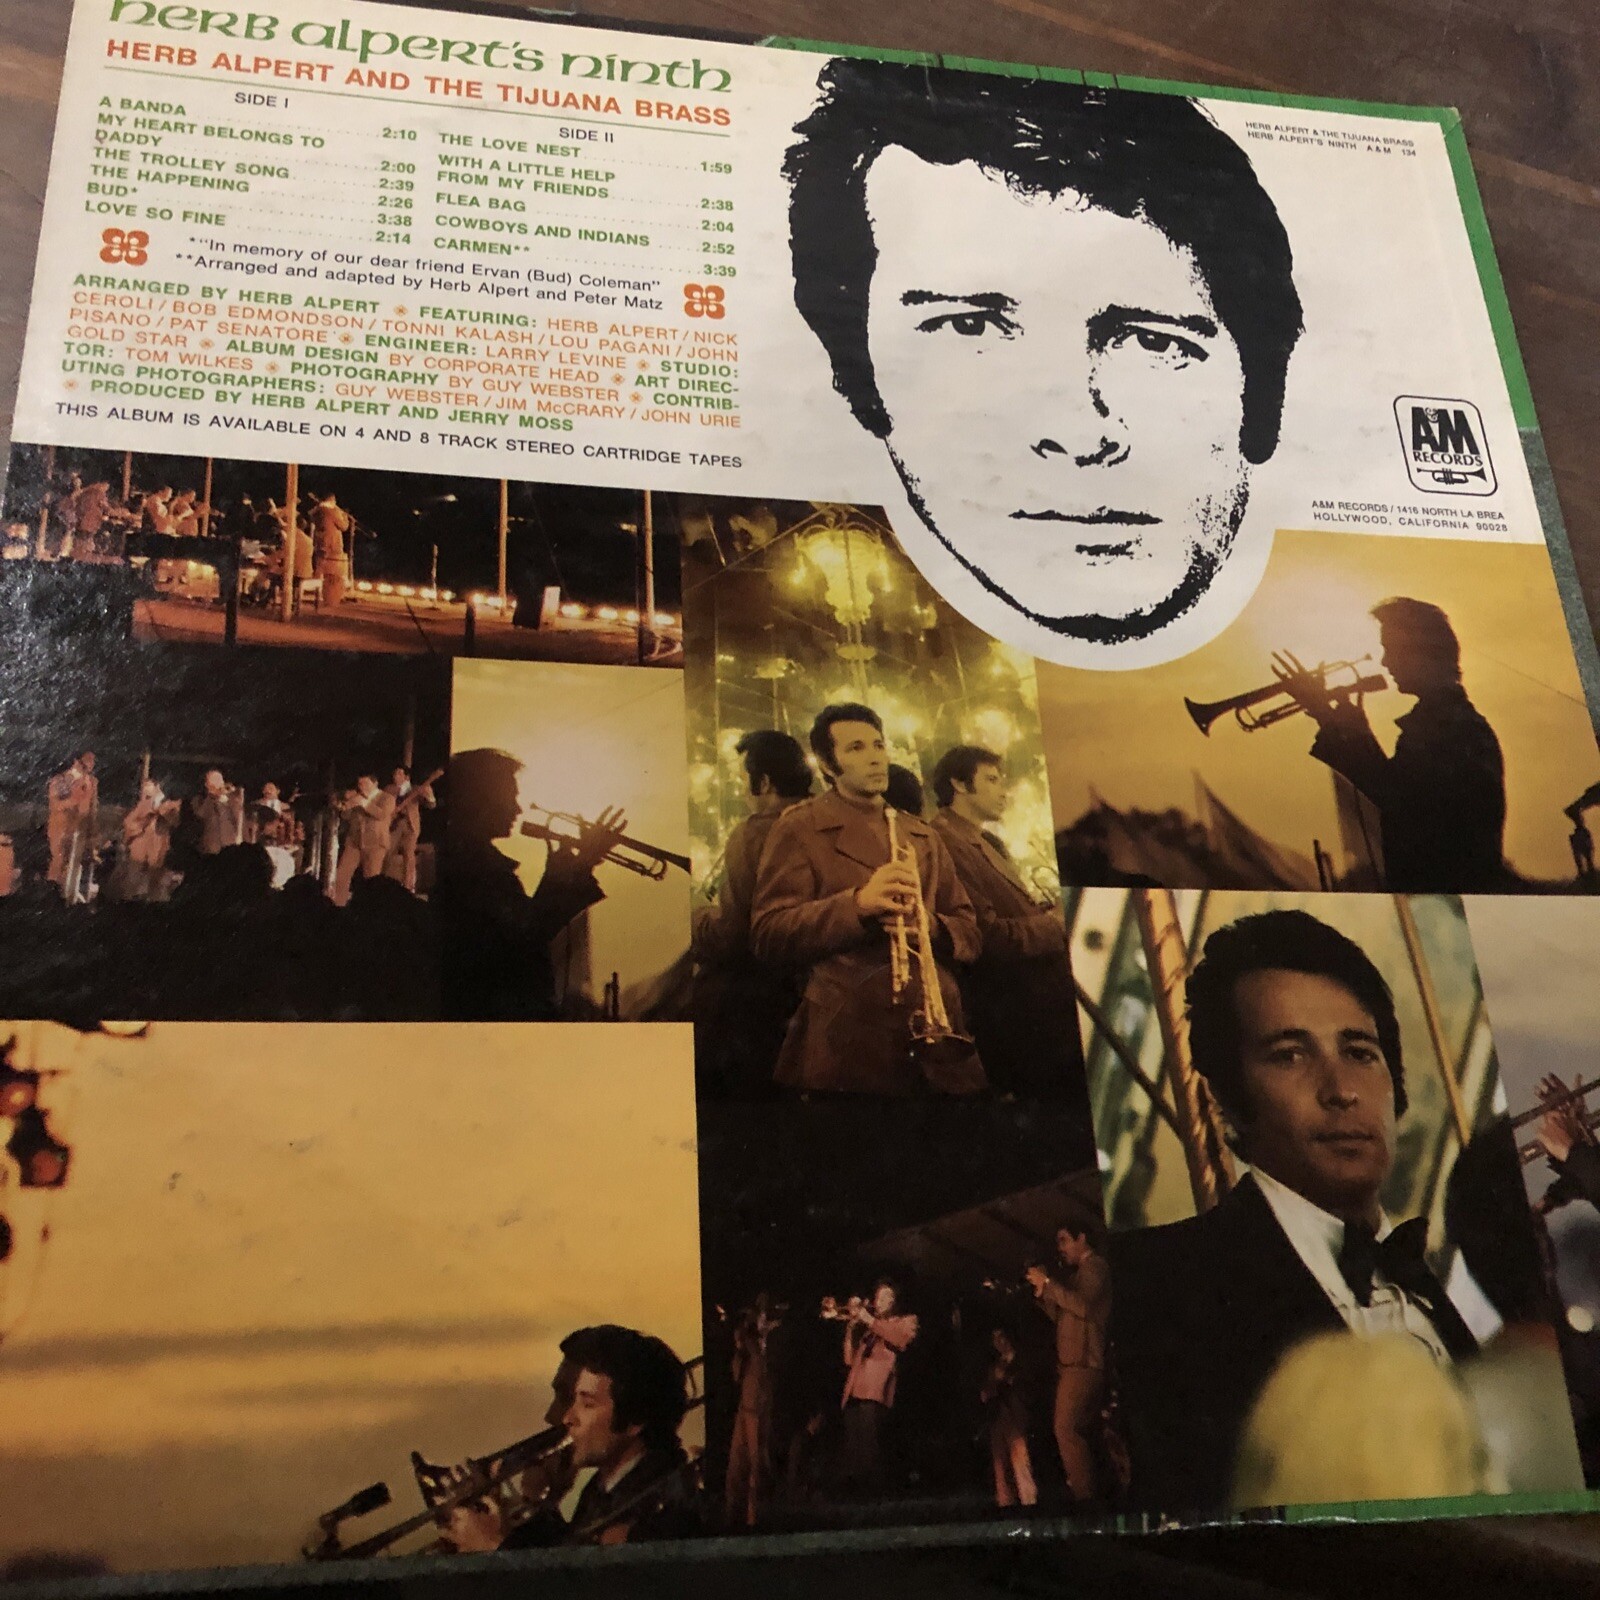 herb alpert's ninth
HERB ALPERT AND THE TIJUANA BRASS
SIDE I
A BANDA 2:10
MY HEART BELONGS TO
DADDY 2:00
THE TROLLEY SONG 2:39
THE HAPPENING 2:26
BUD* 3:38
LOVE SO FINE 2:14
SIDE II
THE LOVE NEST 1:59
WITH A LITTLE HELP
FROM MY FRIENDS 2:38
FLEA BAG 2:04
COWBOYS AND INDIANS 2:52
CARMEN** 3:39
*"In memory of our dear friend Ervan (Bud) Coleman"
**Arranged and adapted by Herb Alpert and Peter Matz
ARRANGED BY HERB ALPERT FEATURING: HERB ALPERT / NICK
CEROLI / BOB EDMONDSON / TONNI KALASH / LOU PAGANI / JOHN
PISANO / PAT SENATORE ENGINEER: LARRY LEVINE STUDIO:
GOLD STAR ALBUM DESIGN BY CORPORATE HEAD ART DIREC-
TOR: TOM WILKES PHOTOGRAPHY BY GUY WEBSTER CONTRIB-
UTING PHOTOGRAPHERS: GUY WEBSTER / JIM McCRARY / JOHN URIE
PRODUCED BY HERB ALPERT AND JERRY MOSS
THIS ALBUM IS AVAILABLE ON 4 AND 8 TRACK STEREO CARTRIDGE TAPES
HERB ALPERT & THE TIJUANA BRASS
HERB ALPERT'S NINTH A & M 134
A&M
RECORDS
A&M RECORDS / 1416 NORTH LA BREA
HOLLYWOOD, CALIFORNIA 90028